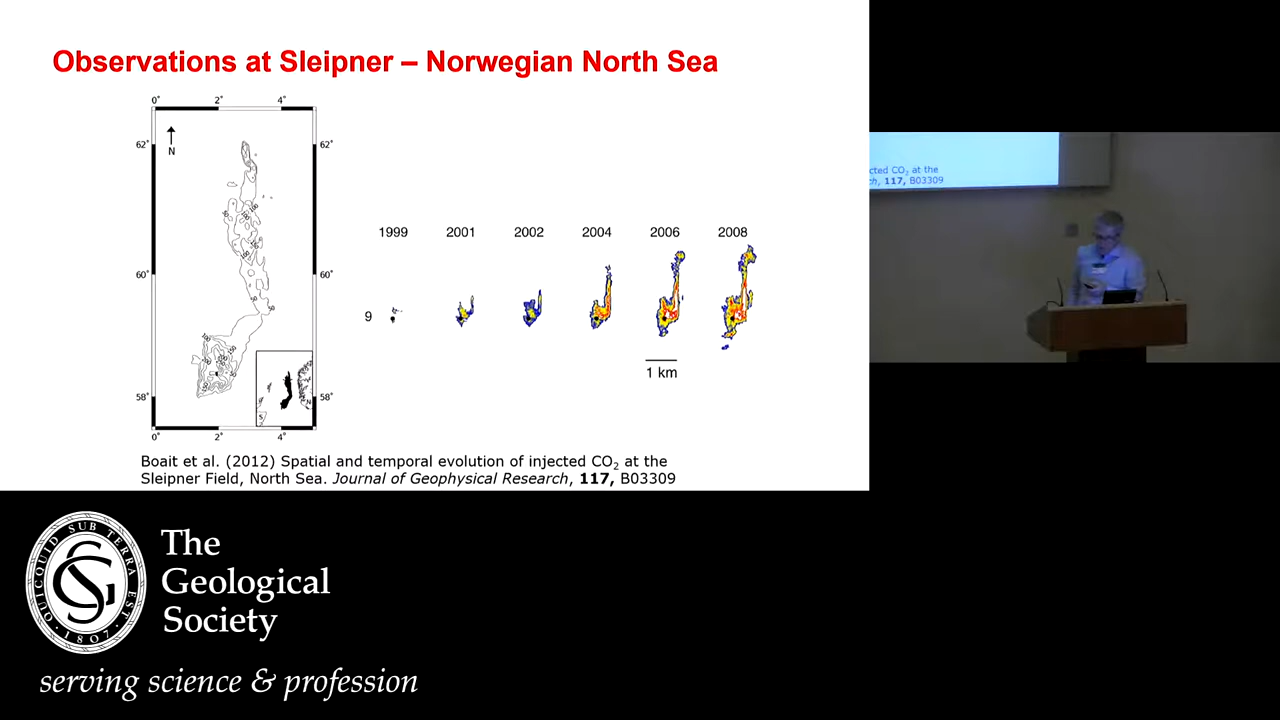 Observations at Sleipner – Norwegian North Sea
0° 2° 4°
62° 62°
N
60° 60°
58° 58°
0° 2° 4°
1999 2001 2002 2004 2006 2008
9
1 km
Boait et al. (2012) Spatial and temporal evolution of injected CO₂ at the
Sleipner Field, North Sea. Journal of Geophysical Research, 117, B03309
cted CO₂ at the
ch, 117, B03309
QUICQUID SUB TERRA EST
·1807·
The
Geological
Society
serving science & profession